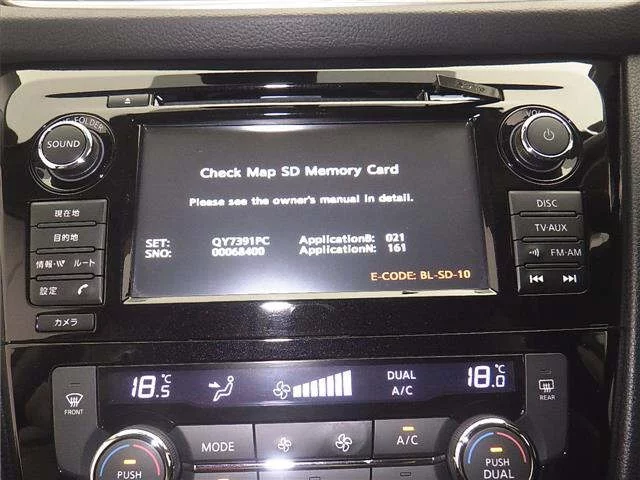 FOLDER
VOL
SOUND
Check Map SD Memory Card
Please see the owner's manual in detail.
SET: QY7391PC ApplicationB: 021
SNO: 00068400 ApplicationN: 161
E-CODE: BL-SD-10
現在地
目的地
情報・VI ルート
設定
カメラ
DISC
TV・AUX
FM・AM
18.5℃
DUAL
A/C
18.0℃
FRONT
REAR
MODE
A/C
PUSH
PUSH
DUAL